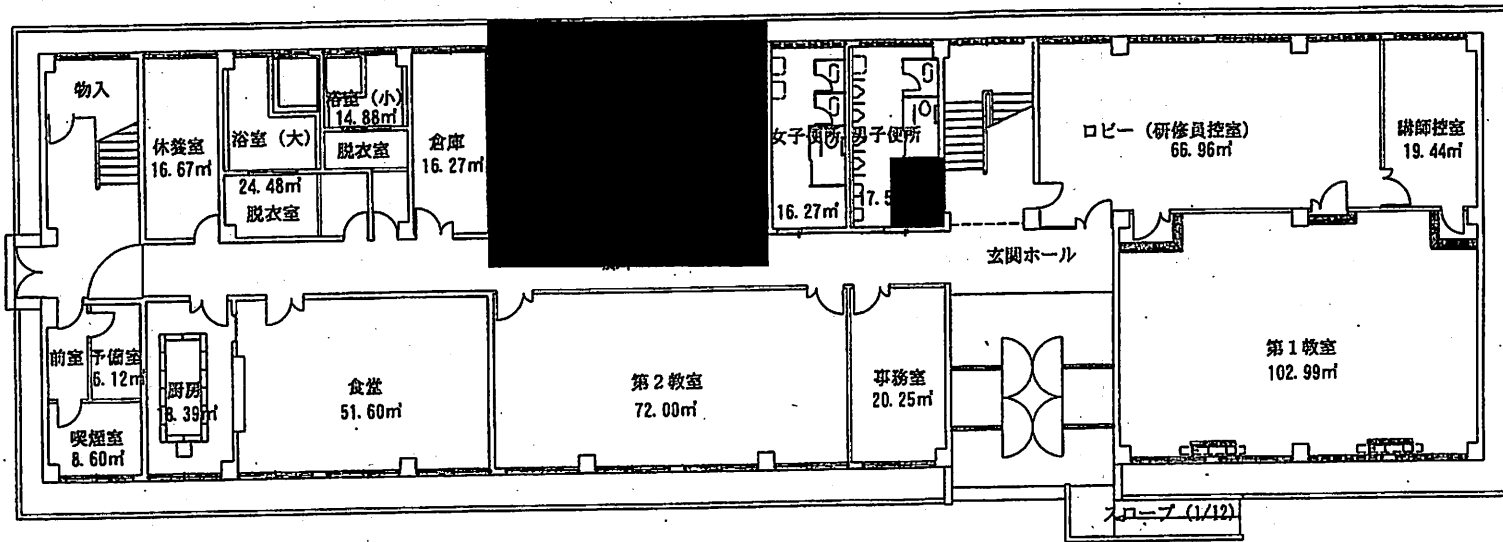 物入
休養室
16.67㎡
浴室（大）
24.48㎡
脱衣室
浴室（小）
14.88㎡
脱衣室
倉庫
16.27㎡
女子便所
16.27㎡
男子便所
17.5
ロビー（研修員控室）
66.96㎡
講師控室
19.44㎡
玄関ホール
前室
予備室
6.12㎡
喫煙室
8.60㎡
厨房
18.39㎡
食堂
51.60㎡
第2教室
72.00㎡
事務室
20.25㎡
第1教室
102.99㎡
スロープ（1/12）